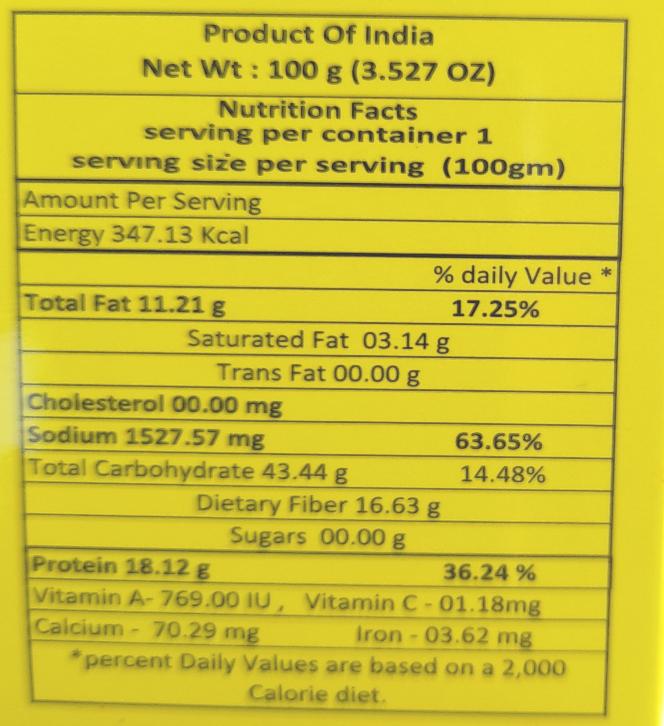 Product Of India
Net Wt : 100 g (3.527 OZ)
Nutrition Facts
serving per container 1
serving size per serving (100gm)
Amount Per Serving
Energy 347.13 Kcal
% daily Value *
Total Fat 11.21 g 17.25%
Saturated Fat 03.14 g
Trans Fat 00.00 g
Cholesterol 00.00 mg
Sodium 1527.57 mg 63.65%
Total Carbohydrate 43.44 g 14.48%
Dietary Fiber 16.63 g
Sugars 00.00 g
Protein 18.12 g 36.24 %
Vitamin A- 769.00 IU , Vitamin C - 01.18mg
Calcium - 70.29 mg Iron - 03.62 mg
*percent Daily Values are based on a 2,000
Calorie diet.